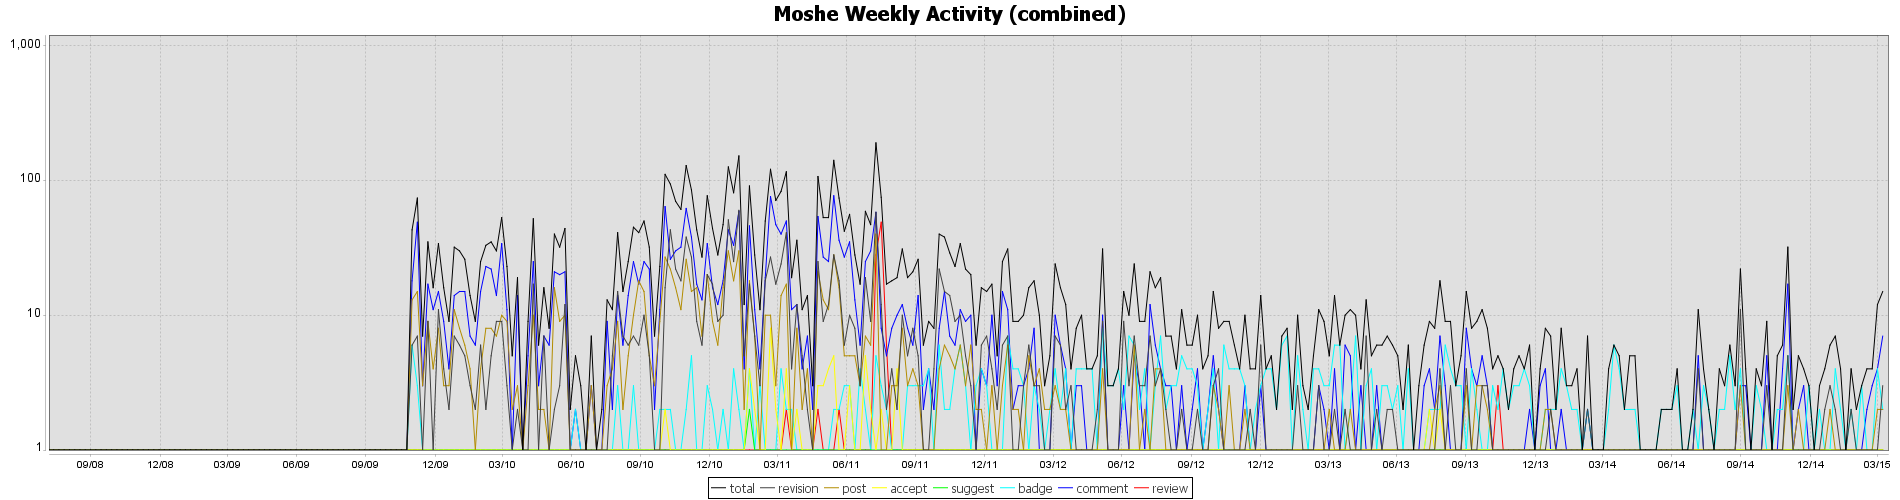 Moshe Weekly Activity (combined)
1,000
100
10
1
09/08 12/08 03/09 06/09 09/09 12/09 03/10 06/10 09/10 12/10 03/11 06/11 09/11 12/11 03/12 06/12 09/12 12/12 03/13 06/13 09/13 12/13 03/14 06/14 09/14 12/14 03/15
total revision post accept suggest badge comment review